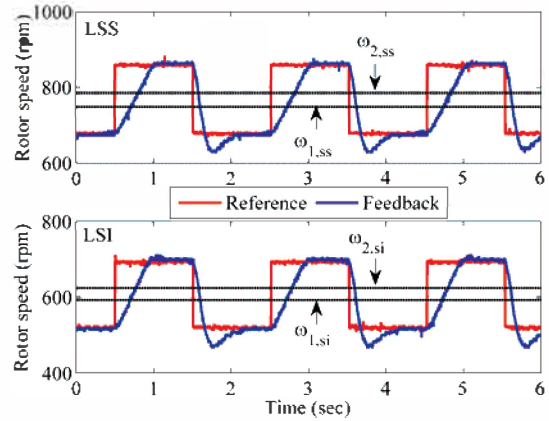 1000
LSS
ω2,ss
800
ω1,ss
600
Rotor speed (rpm)
0 1 2 3 4 5 6
Reference Feedback
800
LSI
ω2,si
600
ω1,si
400
Rotor speed (rpm)
0 1 2 3 4 5 6
Time (sec)